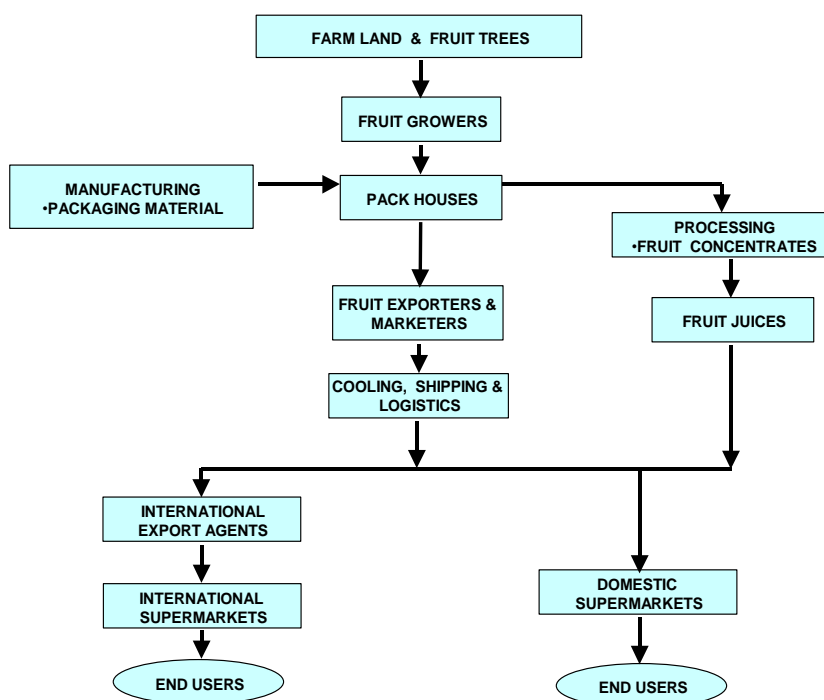 FARM LAND & FRUIT TREES
FRUIT GROWERS
MANUFACTURING
•PACKAGING MATERIAL
PACK HOUSES
PROCESSING
•FRUIT CONCENTRATES
FRUIT EXPORTERS &
MARKETERS
FRUIT JUICES
COOLING, SHIPPING &
LOGISTICS
INTERNATIONAL
EXPORT AGENTS
INTERNATIONAL
SUPERMARKETS
DOMESTIC
SUPERMARKETS
END USERS
END USERS